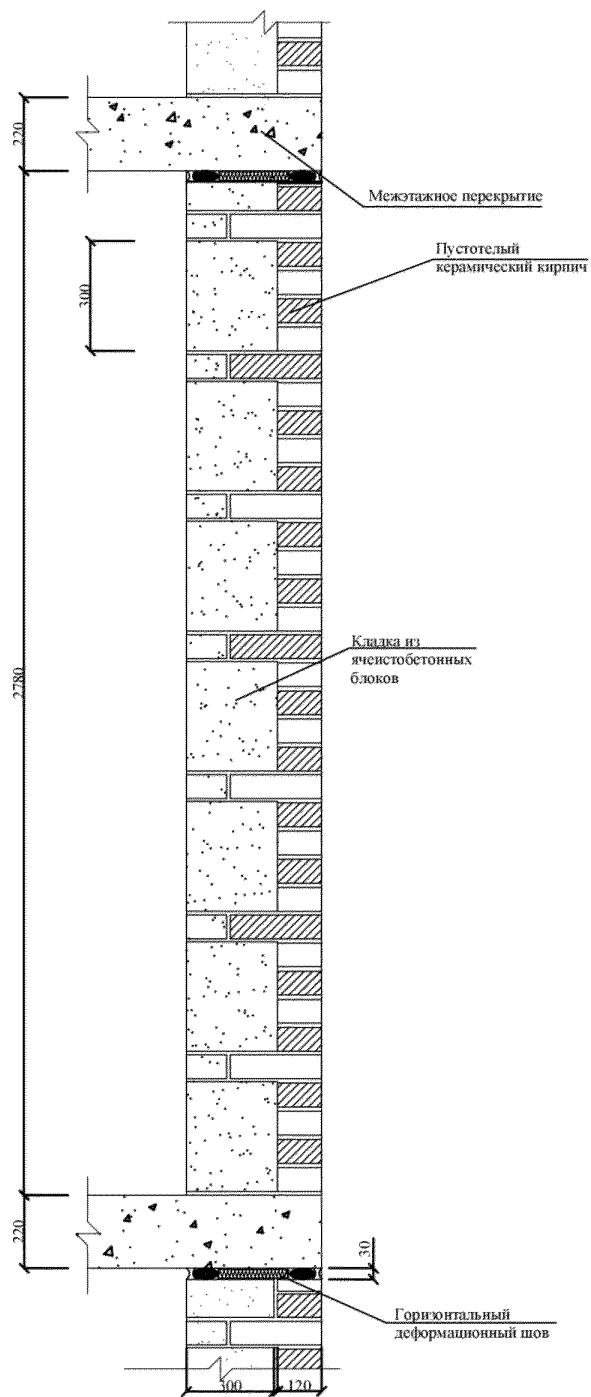 220
Межэтажное перекрытие
Пустотелый
керамический кирпич
300
Кладка из
ячеистобетонных
блоков
2780
220
30
Горизонтальный
деформационный шов
300
120